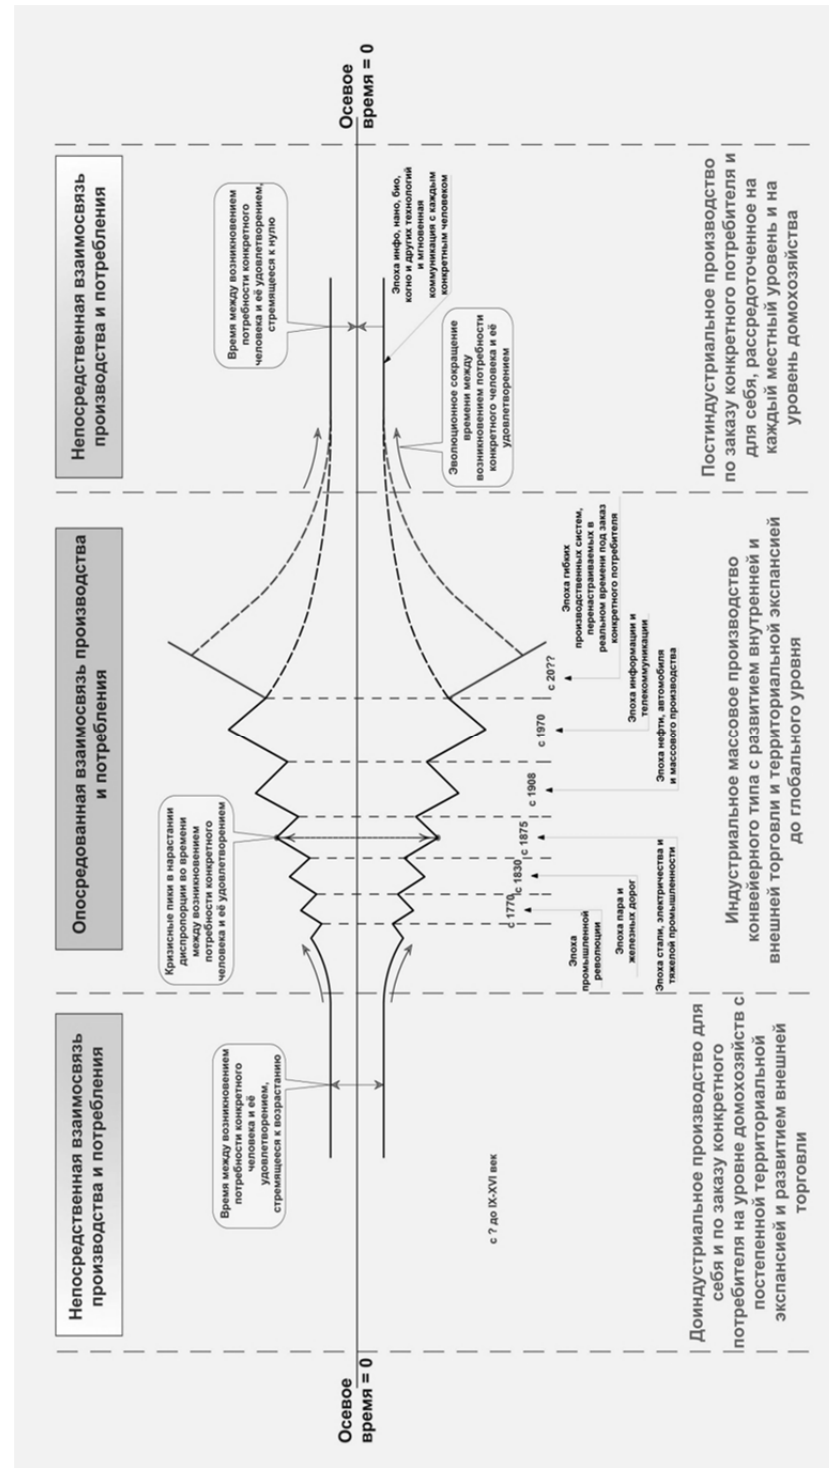 Непосредственная взаимосвязь
производства и потребления
Опосредованная взаимосвязь производства
и потребления
Непосредственная взаимосвязь
производства и потребления
Время между возникновением
потребности конкретного
человека и её
удовлетворением,
стремящееся к возрастанию
Кризисные пики в нарастании
диспропорции во времени
между возникновением
потребности конкретного
человека и её удовлетворением
Время между возникновением
потребности конкретного
человека и её удовлетворением,
стремящееся к нулю
Осевое
время = 0
Осевое
время = 0
Эпоха инфо, нано, био,
когно и других технологий
и мгновенная
коммуникация с каждым
конкретным человеком
Эволюционное сокращение
времени между
возникновением потребности
конкретного человека и её
удовлетворением
с ? до IX-XVI век
с 1770
с 1830
с 1875
с 1908
с 1970
с 20??
Эпоха
промышленной
революции
Эпоха пара и
железных дорог
Эпоха стали, электричества и
тяжелой промышленности
Эпоха нефти, автомобиля
и массового производства
Эпоха информации и
телекоммуникации
Эпоха гибких
производственных систем,
перенастраиваемых в
реальном времени под заказ
конкретного потребителя
Доиндустриальное производство для
себя и по заказу конкретного
потребителя на уровне домохозяйств с
постепенной территориальной
экспансией и развитием внешней
торговли
Индустриальное массовое производство
конвейерного типа с развитием внутренней и
внешней торговли и территориальной экспансией
до глобального уровня
Постиндустриальное производство
по заказу конкретного потребителя и
для себя, рассредоточенное на
каждый местный уровень и на
уровень домохозяйства